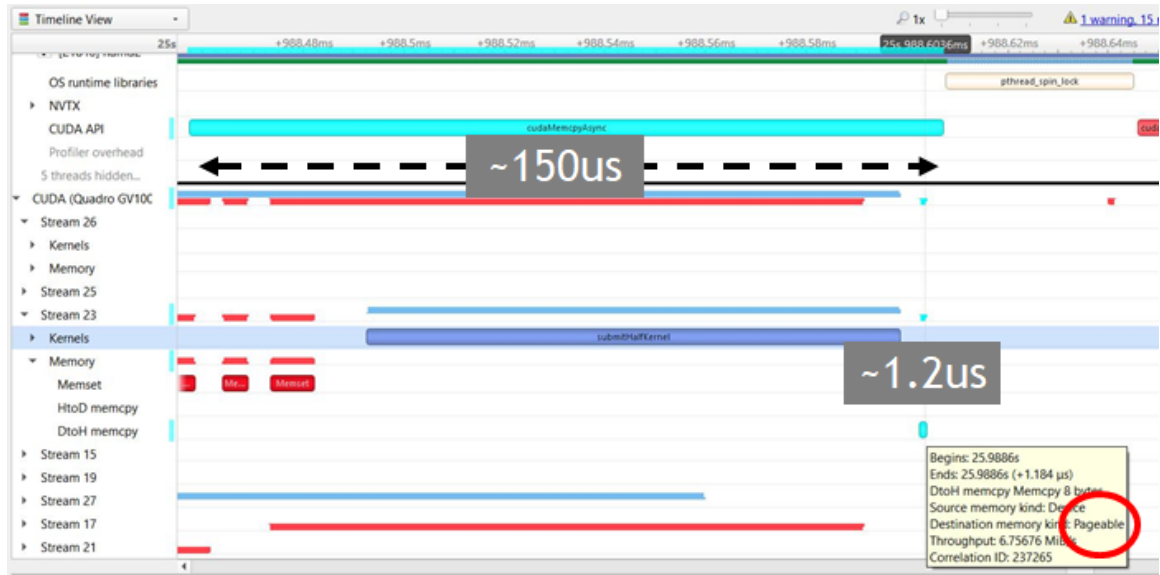 Timeline View
1x
1 warning, 15
25s
+988.48ms
+988.5ms
+988.52ms
+988.54ms
+988.56ms
+988.58ms
25s 988.6036ms
+988.62ms
+988.64ms
OS runtime libraries
pthread_spin_lock
NVTX
CUDA API
cudaMemcpyAsync
cuda
Profiler overhead
~150us
5 threads hidden...
CUDA (Quadro GV10C
Stream 26
Kernels
Memory
Stream 25
Stream 23
Kernels
submitHalfKernel
Memory
~1.2us
Memset
Me...
Memset
HtoD memcpy
DtoH memcpy
Stream 15
Stream 19
Stream 27
Stream 17
Stream 21
Begins: 25.9886s
Ends: 25.9886s (+1.184 μs)
DtoH memcpy Memcpy 8 bytes
Source memory kind: Device
Destination memory kind: Pageable
Throughput: 6.75676 MiB/s
Correlation ID: 237265